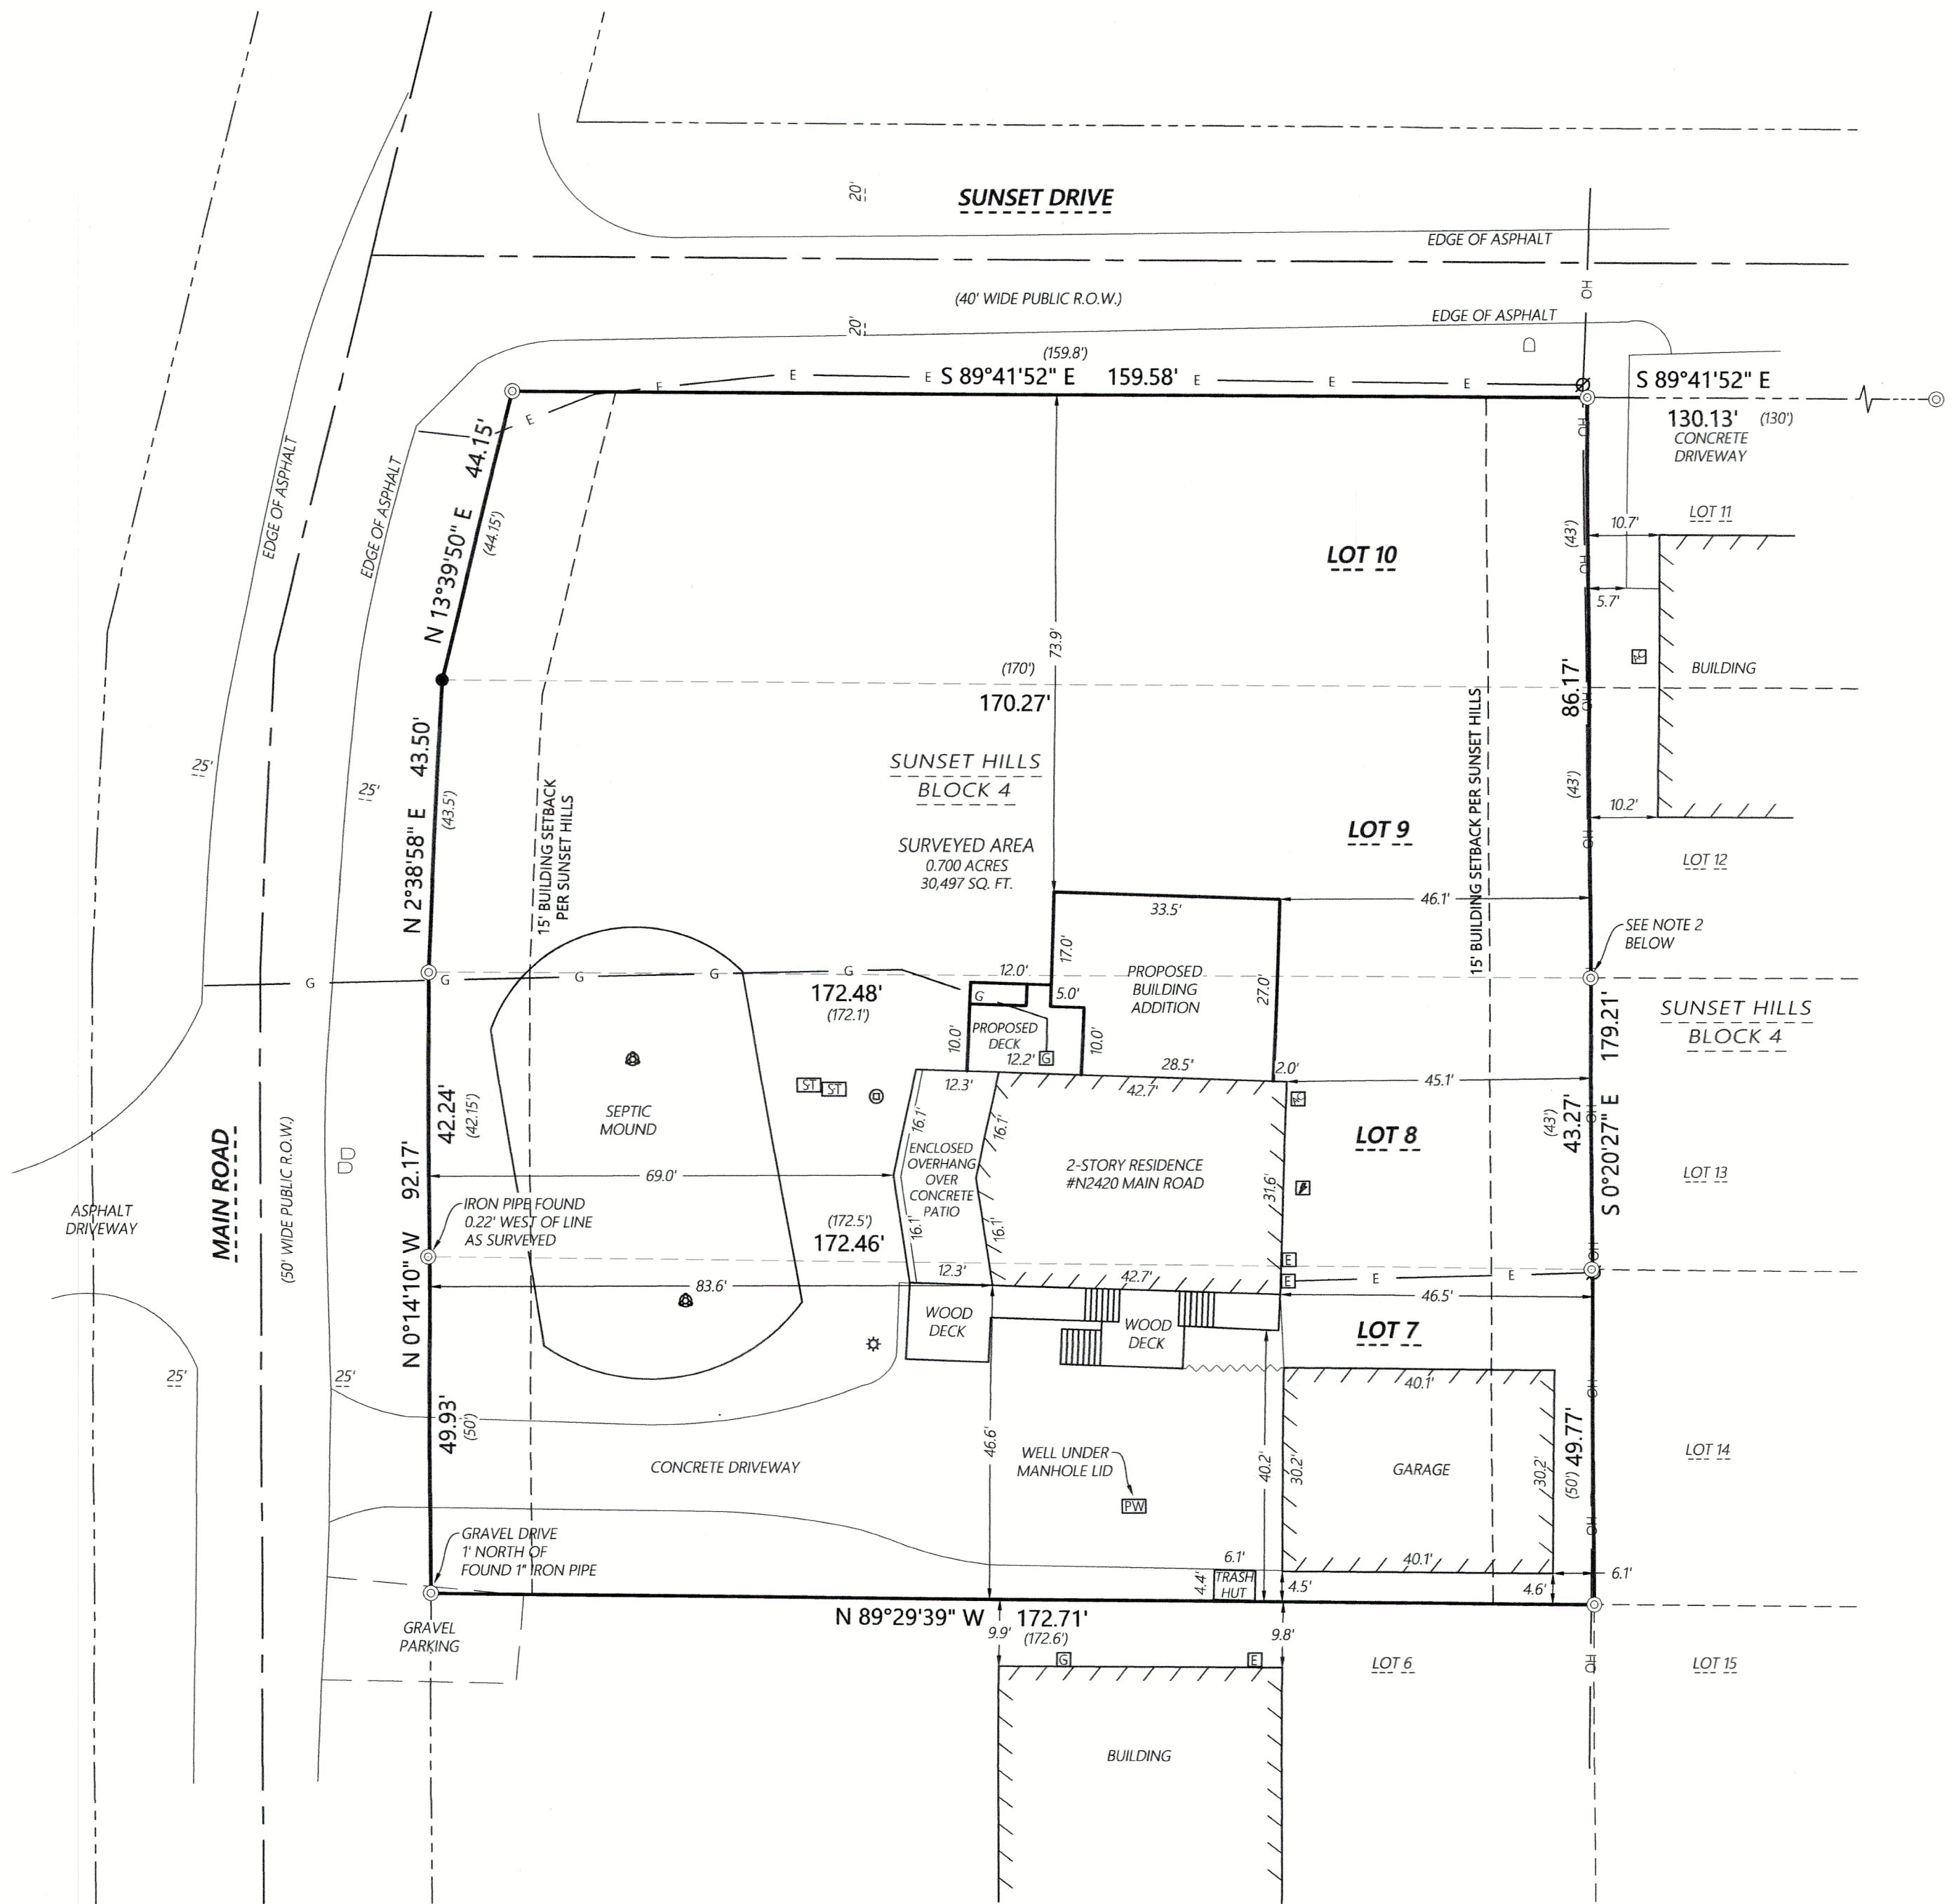 20'
SUNSET DRIVE
EDGE OF ASPHALT
(40' WIDE PUBLIC R.O.W.)
OH
20'
EDGE OF ASPHALT
(159.8')
S 89°41'52" E 159.58'
E
E
E
E
E
E
E
E
S 89°41'52" E
130.13' (130')
CONCRETE
DRIVEWAY
OH
EDGE OF ASPHALT
EDGE OF ASPHALT
N 13°39'50" E 44.15'
(44.15')
LOT 10
(43')
10.7'
LOT 11
OH
5.7'
73.9'
(170')
170.27'
86.17'
OH
BUILDING
25'
25'
N 2°38'58" E 43.50'
(43.5')
15' BUILDING SETBACK
PER SUNSET HILLS
SUNSET HILLS
BLOCK 4
SURVEYED AREA
0.700 ACRES
30,497 SQ. FT.
LOT 9
15' BUILDING SETBACK PER SUNSET HILLS
(43')
10.2'
OH
LOT 12
33.5'
46.1'
SEE NOTE 2
BELOW
G
G
G
G
G
172.48'
(172.1')
12.0'
17.0'
5.0'
G
PROPOSED
BUILDING
ADDITION
27.0'
10.0'
PROPOSED
DECK
12.2'
G
10.0'
28.5'
2.0'
45.1'
SUNSET HILLS
BLOCK 4
S 0°20'27" E 179.21'
42.24'
(42.15')
SEPTIC
MOUND
ST
ST
12.3'
42.7'
AC
16.1'
16.1'
ENCLOSED
OVERHANG
OVER
CONCRETE
PATIO
2-STORY RESIDENCE
#N2420 MAIN ROAD
31.6'
LOT 8
(43')
43.27'
OH
LOT 13
MAIN ROAD
(50' WIDE PUBLIC R.O.W.)
ASPHALT
DRIVEWAY
N 0°14'10" W 92.17'
69.0'
IRON PIPE FOUND
0.22' WEST OF LINE
AS SURVEYED
(172.5')
172.46'
16.1'
16.1'
12.3'
42.7'
E
E
E
E
OH
83.6'
46.5'
WOOD
DECK
WOOD
DECK
LOT 7
25'
25'
40.1'
OH
49.93'
(50')
CONCRETE DRIVEWAY
46.6'
WELL UNDER
MANHOLE LID
PW
40.2'
30.2'
GARAGE
30.2'
(50') 49.77'
LOT 14
OH
GRAVEL DRIVE
1' NORTH OF
FOUND 1" IRON PIPE
6.1'
4.4'
TRASH
HUT
4.5'
40.1'
4.6'
6.1'
GRAVEL
PARKING
N 89°29'39" W 172.71'
(172.6')
9.9'
9.8'
G
E
LOT 6
OH
LOT 15
BUILDING